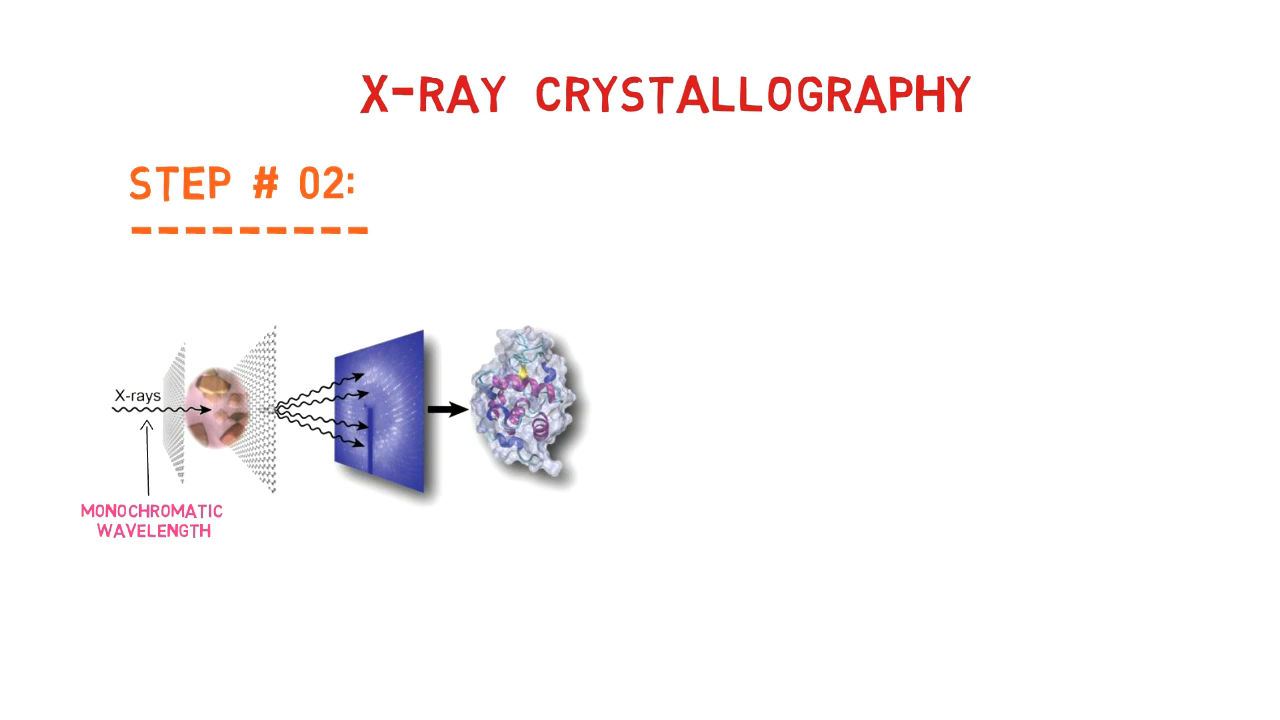 X-RAY CRYSTALLOGRAPHY
STEP # 02:
---------
X-rays
MONOCHROMATIC
WAVELENGTH